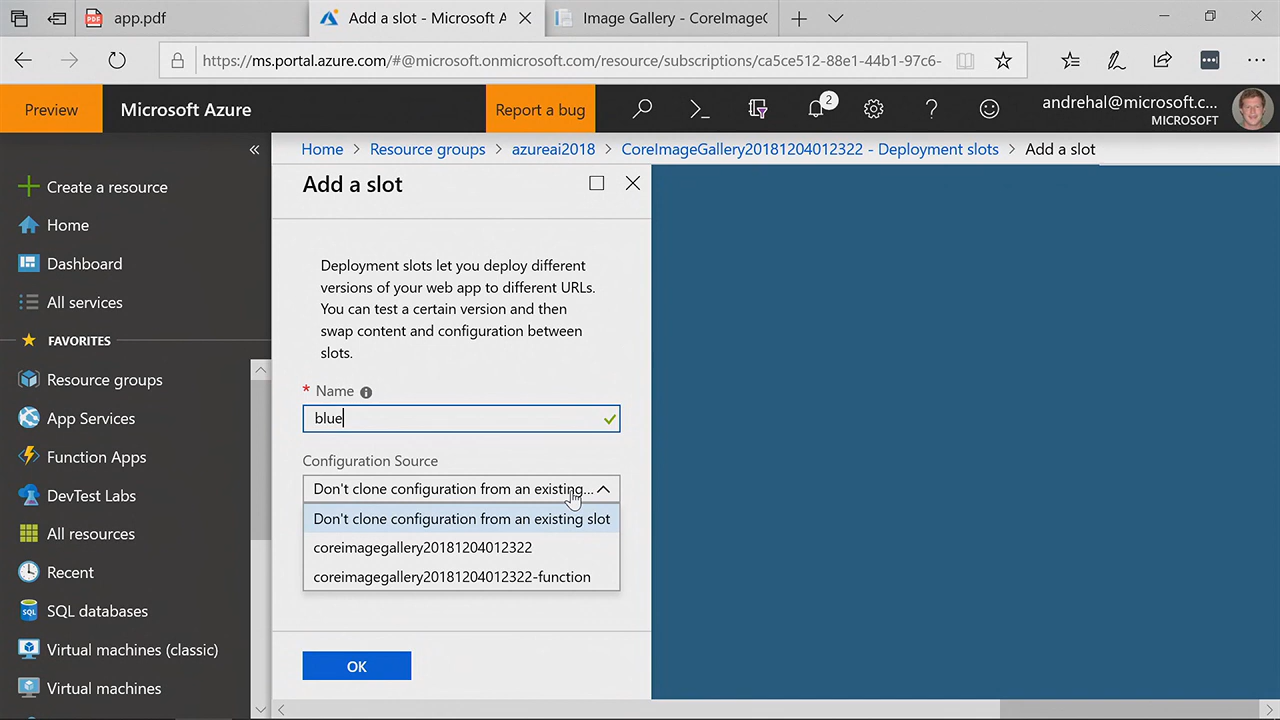 app.pdf
Add a slot - Microsoft A
Image Gallery - CoreImageG
https://ms.portal.azure.com/#@microsoft.onmicrosoft.com/resource/subscriptions/ca5ce512-88e1-44b1-97c6-
Preview
Microsoft Azure
Report a bug
2
andrehal@microsoft.c...
MICROSOFT
Home > Resource groups > azureai2018 > CoreImageGallery20181204012322 - Deployment slots > Add a slot
Create a resource
Home
Dashboard
All services
FAVORITES
Resource groups
App Services
Function Apps
DevTest Labs
All resources
Recent
SQL databases
Virtual machines (classic)
Virtual machines
Add a slot
Deployment slots let you deploy different
versions of your web app to different URLs.
You can test a certain version and then
swap content and configuration between
slots.
* Name
blue
Configuration Source
Don't clone configuration from an existing...
Don't clone configuration from an existing slot
coreimagegallery20181204012322
coreimagegallery20181204012322-function
OK